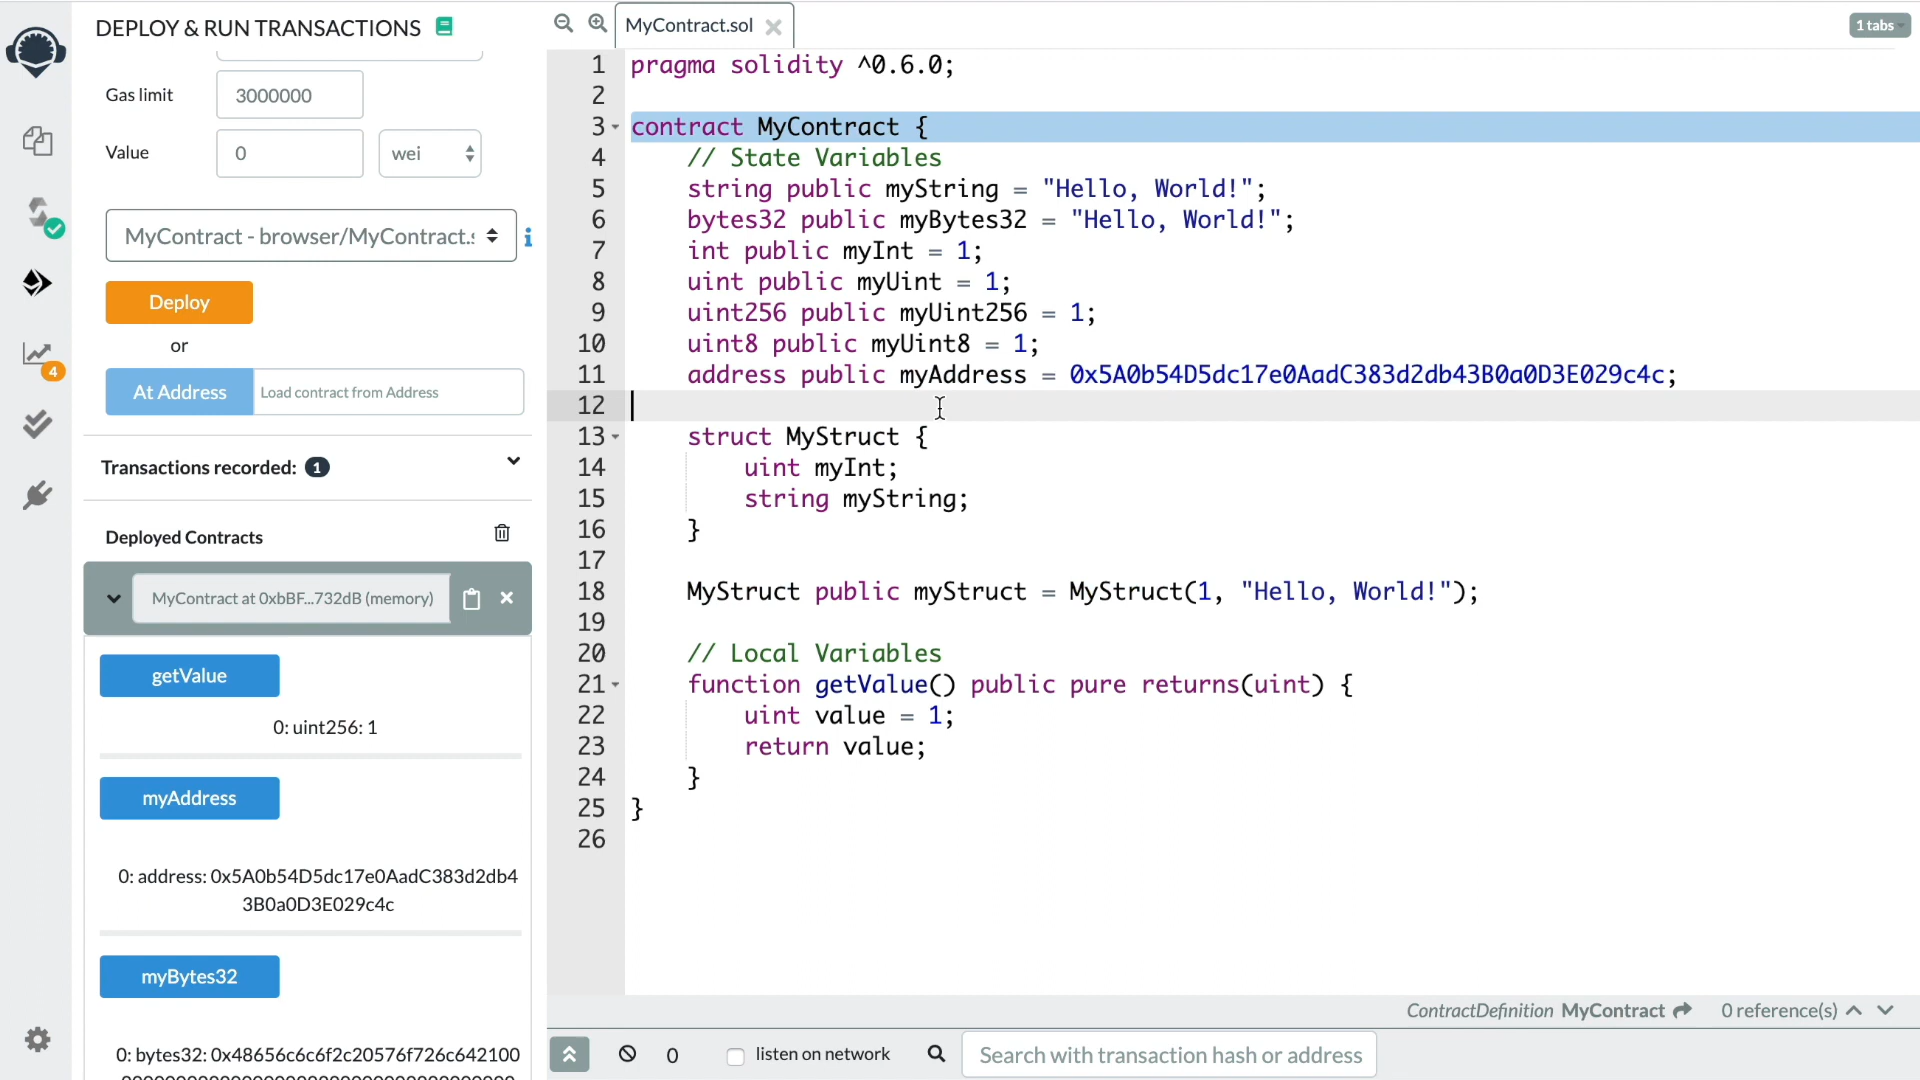 DEPLOY & RUN TRANSACTIONS
Gas limit
3000000
Value
0
wei
MyContract - browser/MyContract.s
Deploy
or
At Address
Load contract from Address
Transactions recorded: 1
Deployed Contracts
MyContract at 0xbBF...732dB (memory)
getValue
0: uint256: 1
myAddress
0: address: 0x5A0b54D5dc17e0AadC383d2db4
3B0a0D3E029c4c
myBytes32
0: bytes32: 0x48656c6c6f2c20576f726c642100
4
MyContract.sol
1 tabs
1 pragma solidity ^0.6.0;
2
3 contract MyContract {
4 // State Variables
5 string public myString = "Hello, World!";
6 bytes32 public myBytes32 = "Hello, World!";
7 int public myInt = 1;
8 uint public myUint = 1;
9 uint256 public myUint256 = 1;
10 uint8 public myUint8 = 1;
11 address public myAddress = 0x5A0b54D5dc17e0AadC383d2db43B0a0D3E029c4c;
12
13 struct MyStruct {
14 uint myInt;
15 string myString;
16 }
17
18 MyStruct public myStruct = MyStruct(1, "Hello, World!");
19
20 // Local Variables
21 function getValue() public pure returns(uint) {
22 uint value = 1;
23 return value;
24 }
25 }
26
ContractDefinition MyContract 0 reference(s)
0 listen on network Search with transaction hash or address